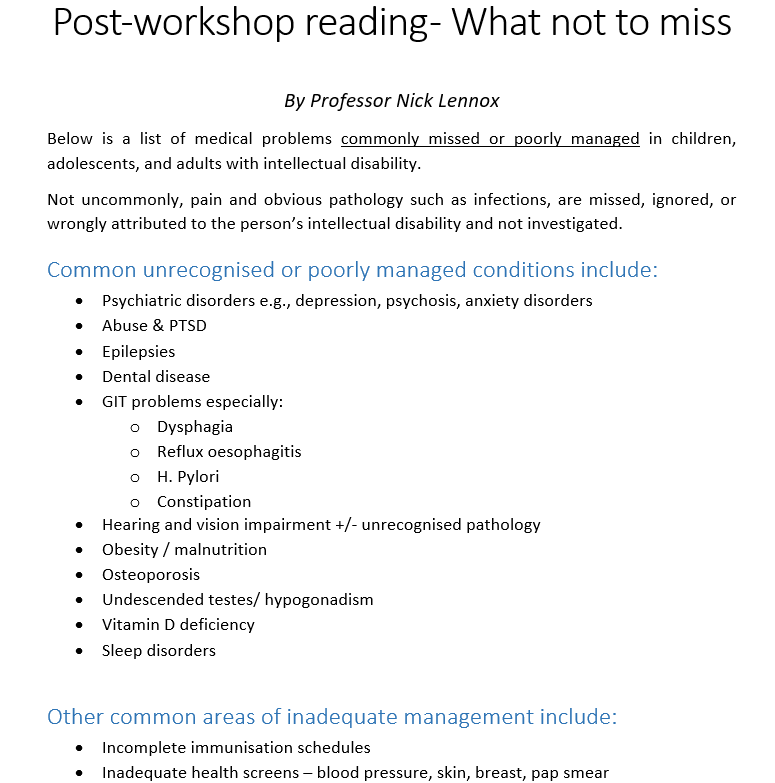 Post-workshop reading- What not to miss
By Professor Nick Lennox
Below is a list of medical problems commonly missed or poorly managed in children,
adolescents, and adults with intellectual disability.
Not uncommonly, pain and obvious pathology such as infections, are missed, ignored, or
wrongly attributed to the person’s intellectual disability and not investigated.
Common unrecognised or poorly managed conditions include:
• Psychiatric disorders e.g., depression, psychosis, anxiety disorders
• Abuse & PTSD
• Epilepsies
• Dental disease
• GIT problems especially:
o Dysphagia
o Reflux oesophagitis
o H. Pylori
o Constipation
• Hearing and vision impairment +/- unrecognised pathology
• Obesity / malnutrition
• Osteoporosis
• Undescended testes/ hypogonadism
• Vitamin D deficiency
• Sleep disorders
Other common areas of inadequate management include:
• Incomplete immunisation schedules
• Inadequate health screens – blood pressure, skin, breast, pap smear